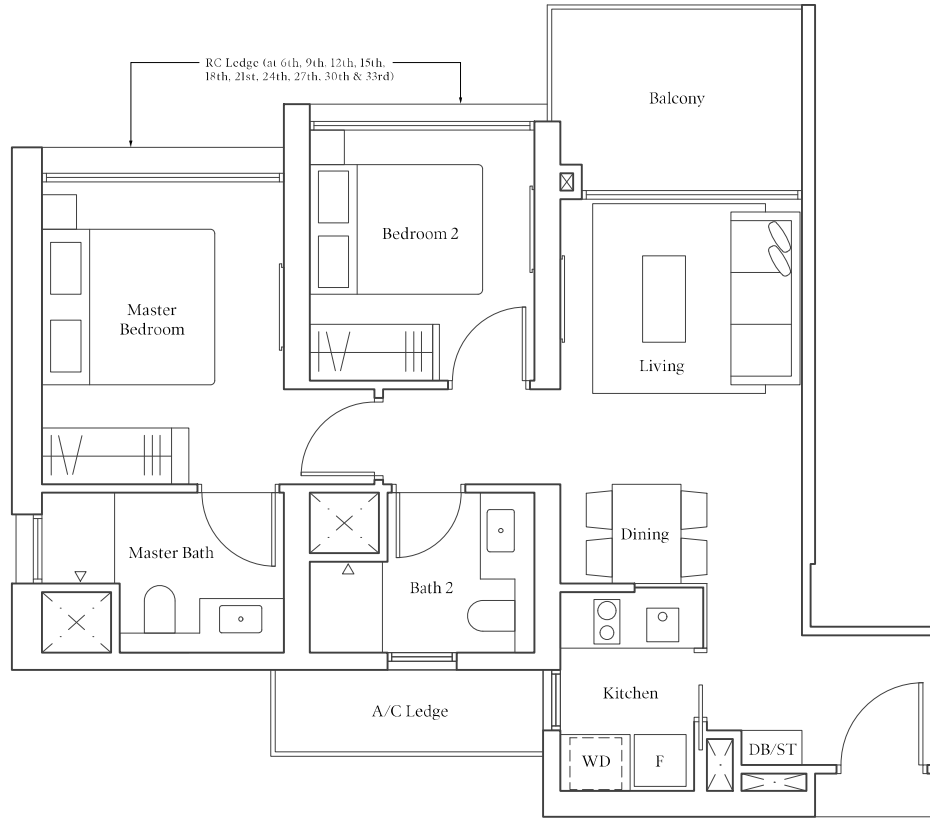 RC Ledge (at 6th, 9th, 12th, 15th,
18th, 21st, 24th, 27th, 30th & 33rd)
Balcony
Bedroom 2
Master
Bedroom
Living
Dining
Master Bath
Bath 2
Kitchen
A/C Ledge
DB/ST
WD
F